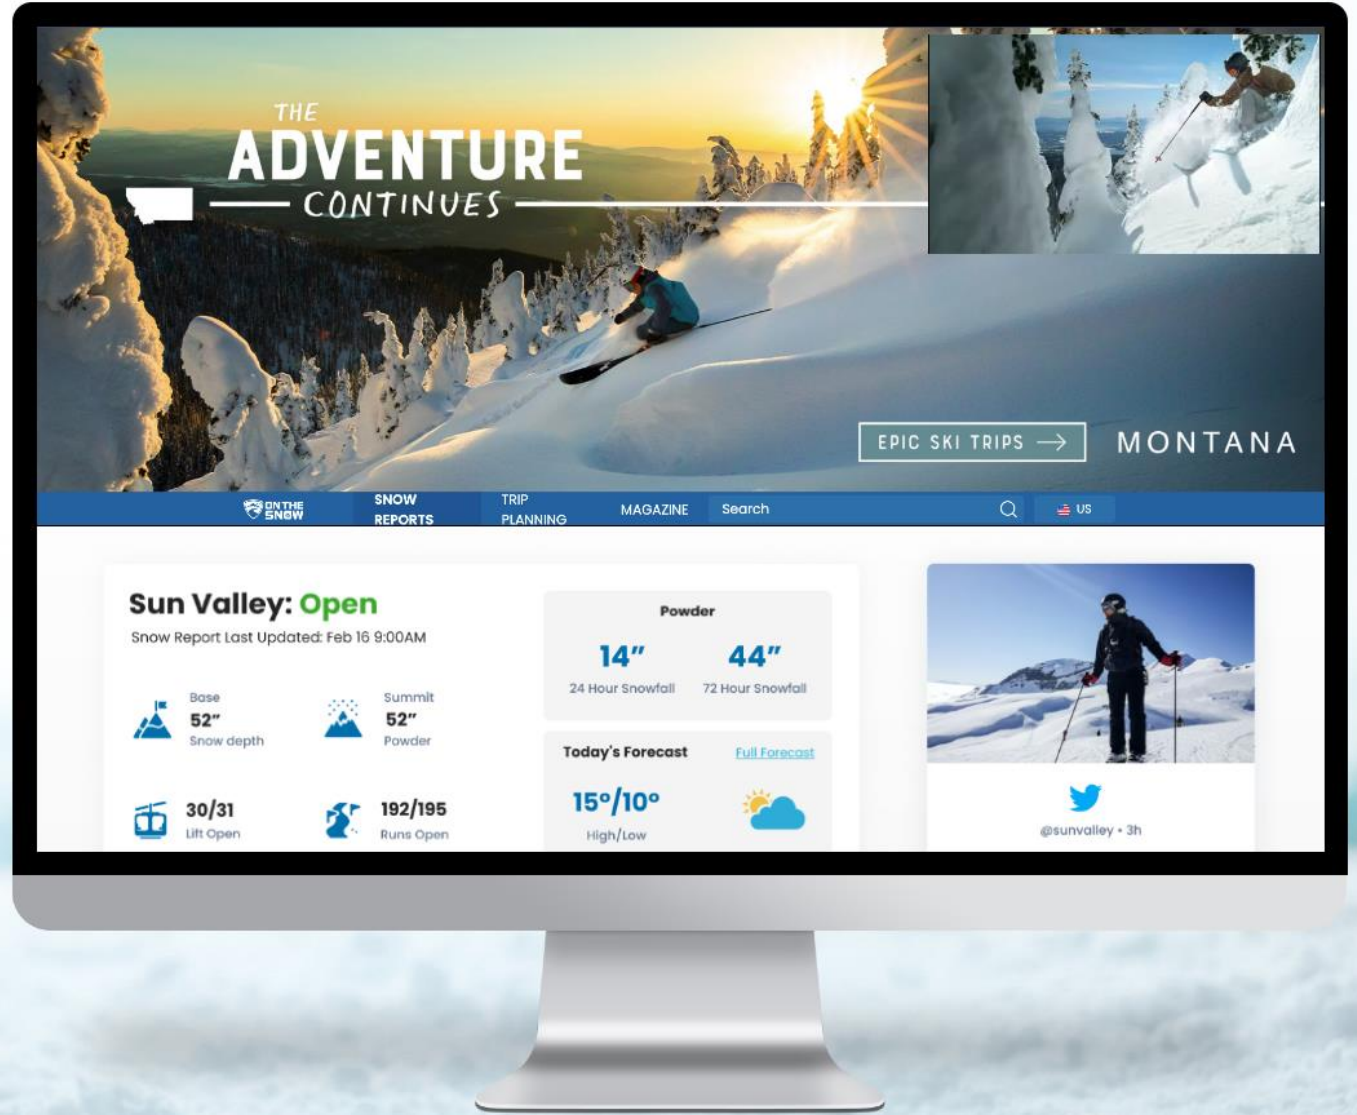 THE
ADVENTURE
CONTINUES
EPIC SKI TRIPS
MONTANA
ON THE
SNOW
SNOW
REPORTS
TRIP
PLANNING
MAGAZINE
Search
US
Sun Valley: Open
Snow Report Last Updated: Feb 16 9:00AM
Base
52"
Snow depth
Summit
52"
Powder
30/31
Lift Open
192/195
Runs Open
Powder
14"
24 Hour Snowfall
44"
72 Hour Snowfall
Today's Forecast
Full Forecast
15°/10°
High/Low
@sunvalley • 3h